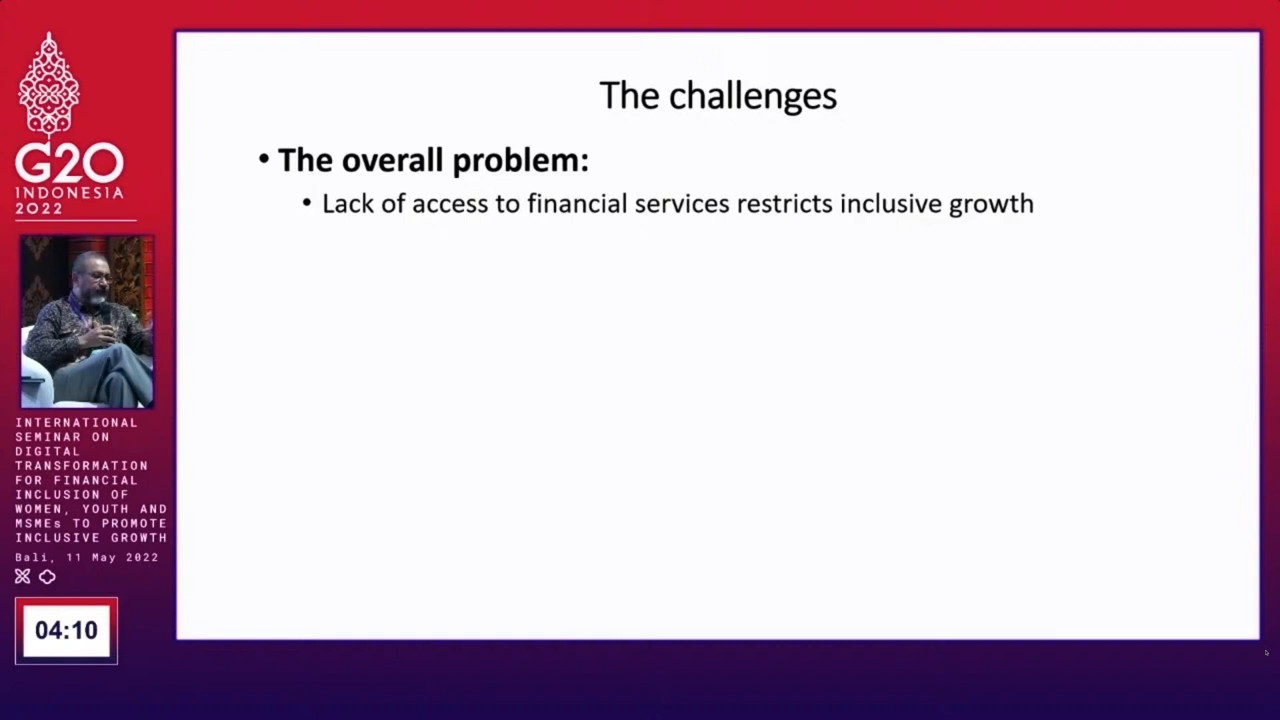 G20
INDONESIA
2022
INTERNATIONAL
SEMINAR ON
DIGITAL
TRANSFORMATION
FOR FINANCIAL
INCLUSION OF
WOMEN, YOUTH AND
MSMEs TO PROMOTE
INCLUSIVE GROWTH
Bali, 11 May 2022
04:10
The challenges
• The overall problem:
• Lack of access to financial services restricts inclusive growth